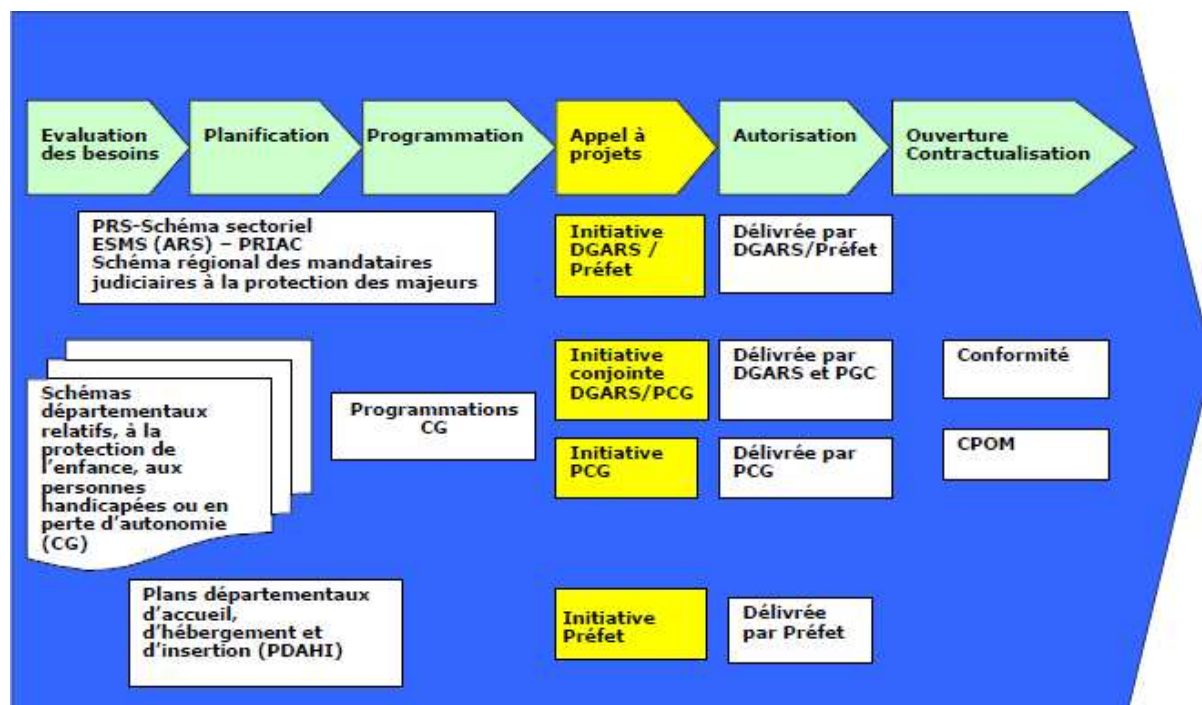 Evaluation
des besoins
Planification
Programmation
Appel à
projets
Autorisation
Ouverture
Contractualisation
PRS-Schéma sectoriel
ESMS (ARS) – PRIAC
Schéma régional des mandataires
judiciaires à la protection des majeurs
Initiative
DGARS /
Préfet
Délivrée par
DGARS/Préfet
Schémas
départementaux
relatifs, à la
protection de
l’enfance, aux
personnes
handicapées ou en
perte d’autonomie
(CG)
Programmations
CG
Initiative
conjointe
DGARS/PCG
Délivrée par
DGARS et PGC
Conformité
Initiative
PCG
Délivrée par
PCG
CPOM
Plans départementaux
d’accueil,
d’hébergement et
d’insertion (PDAHI)
Initiative
Préfet
Délivrée
par Préfet